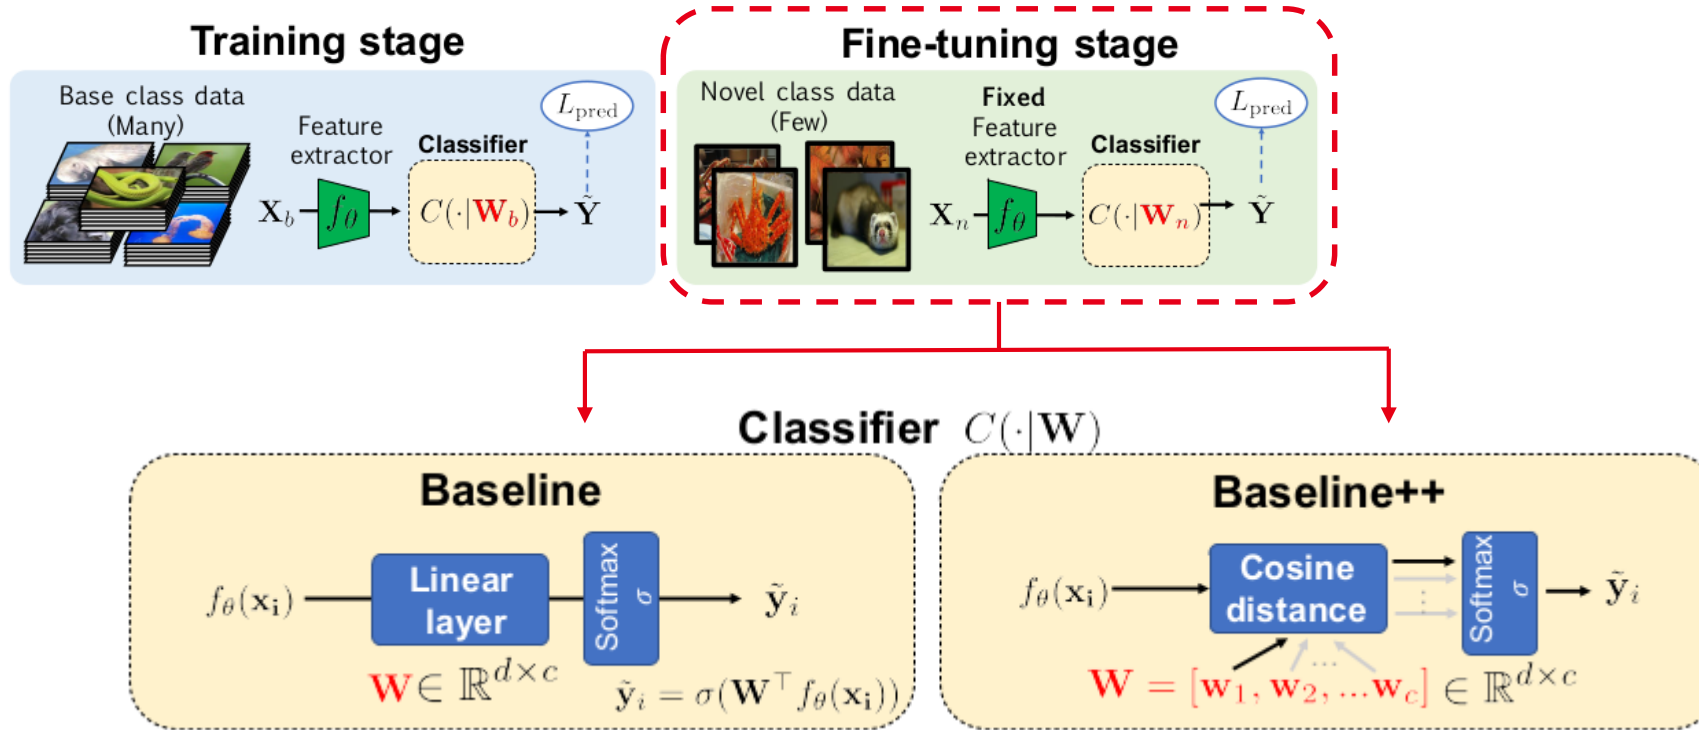 Training stage
Base class data
(Many)
Feature
extractor
Classifier
L_pred
X_b
f_θ
C(·|W_b)
Ỹ
Fine-tuning stage
Novel class data
(Few)
Fixed
Feature
extractor
Classifier
L_pred
X_n
f_θ
C(·|W_n)
Ỹ
Classifier C(·|W)
Baseline
f_θ(x_i)
Linear
layer
Softmax
σ
ỹ_i
W ∈ ℝ^{d×c}
ỹ_i = σ(W^⊤ f_θ(x_i))
Baseline++
f_θ(x_i)
Cosine
distance
Softmax
σ
ỹ_i
W = [w_1, w_2, ...w_c] ∈ ℝ^{d×c}